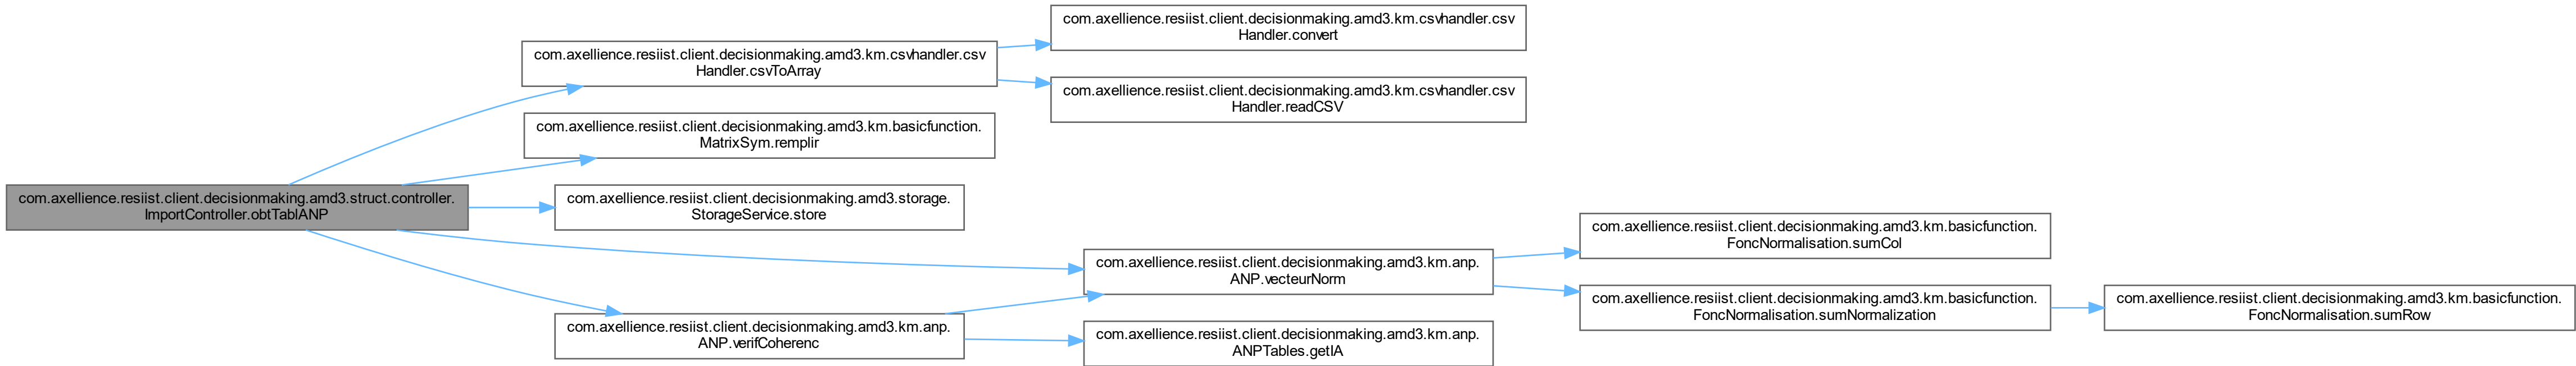 com.axellience.resiist.client.decisionmaking.amd3.struct.controller.
ImportController.obtTablANP
com.axellience.resiist.client.decisionmaking.amd3.km.csvhandler.csv
Handler.csvToArray
com.axellience.resiist.client.decisionmaking.amd3.km.csvhandler.csv
Handler.convert
com.axellience.resiist.client.decisionmaking.amd3.km.csvhandler.csv
Handler.readCSV
com.axellience.resiist.client.decisionmaking.amd3.km.basicfunction.
MatrixSym.remplir
com.axellience.resiist.client.decisionmaking.amd3.storage.
StorageService.store
com.axellience.resiist.client.decisionmaking.amd3.km.anp.
ANP.vecteurNorm
com.axellience.resiist.client.decisionmaking.amd3.km.basicfunction.
FoncNormalisation.sumCol
com.axellience.resiist.client.decisionmaking.amd3.km.basicfunction.
FoncNormalisation.sumNormalization
com.axellience.resiist.client.decisionmaking.amd3.km.basicfunction.
FoncNormalisation.sumRow
com.axellience.resiist.client.decisionmaking.amd3.km.anp.
ANP.verifCoherenc
com.axellience.resiist.client.decisionmaking.amd3.km.anp.
ANPTables.getIA